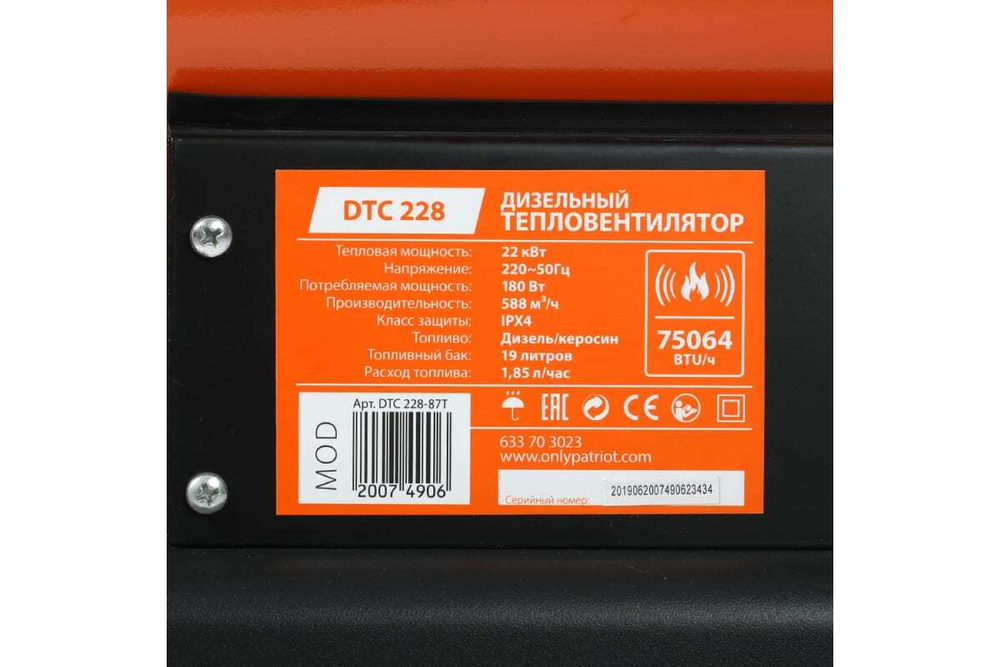 DTC 228
ДИЗЕЛЬНЫЙ
ТЕПЛОВЕНТИЛЯТОР
Тепловая мощность: 22 кВт
Напряжение: 220~50Гц
Потребляемая мощность: 180 Вт
Производительность: 588 м³/ч
Класс защиты: IPX4
Топливо: Дизель/керосин
Топливный бак: 19 литров
Расход топлива: 1,85 л/час
75064
BTU/ч
MOD
Арт. DTC 228-87T
2007 4906
EAC
CE
633 70 3023
www.onlypatriot.com
Серийный номер: 2019062007490623434